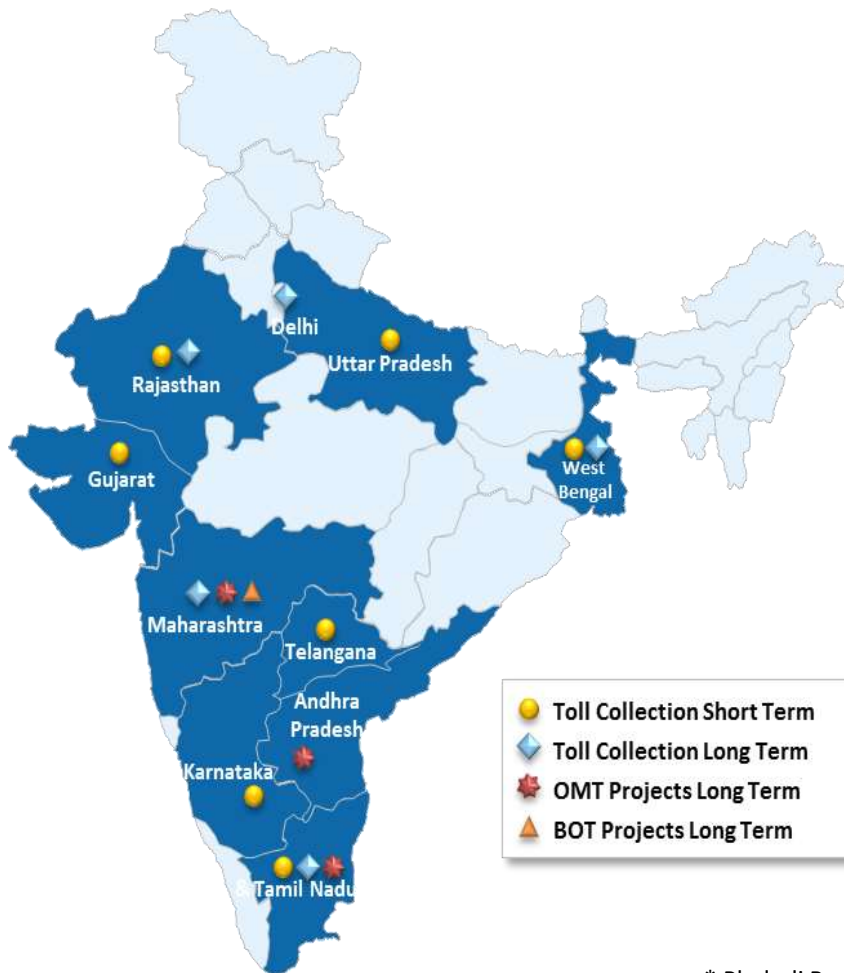 Delhi
Uttar Pradesh
Rajasthan
Gujarat
West
Bengal
Maharashtra
Telangana
Andhra
Pradesh
Karnataka
& Tamil Nadu
Toll Collection Short Term
Toll Collection Long Term
OMT Projects Long Term
BOT Projects Long Term